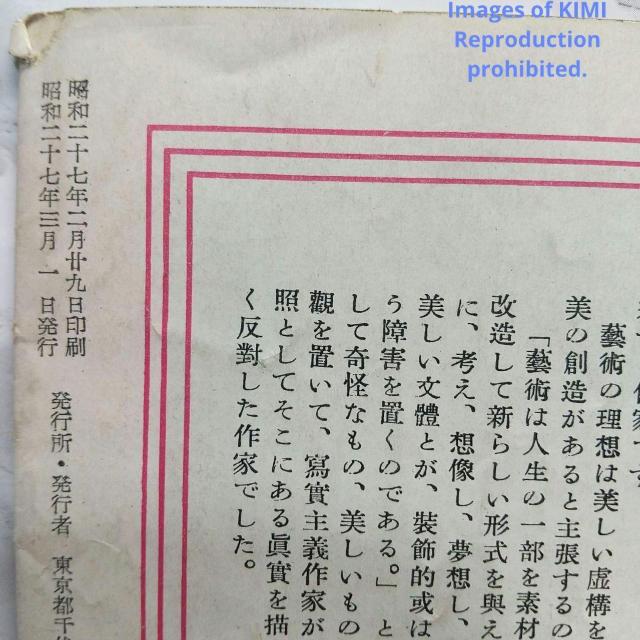 Images of KIMI
Reproduction
prohibited.
藝術の理想は美しい虚構を
美の創造があると主張するの
「藝術は人生の一部を素材
改造して新らしい形式を與え
に、考え、想像し、夢想し、
美しい文體とが、裝飾的或は
う障害を置くのである。」と
して奇怪なもの、美しいもの
觀を置いて、寫實主義作家が
照としてそこにある眞實を描
く反對した作家でした。
昭和二十七年二月廿九日印刷
昭和二十七年三月一日発行
発行所・発行者 東京都千